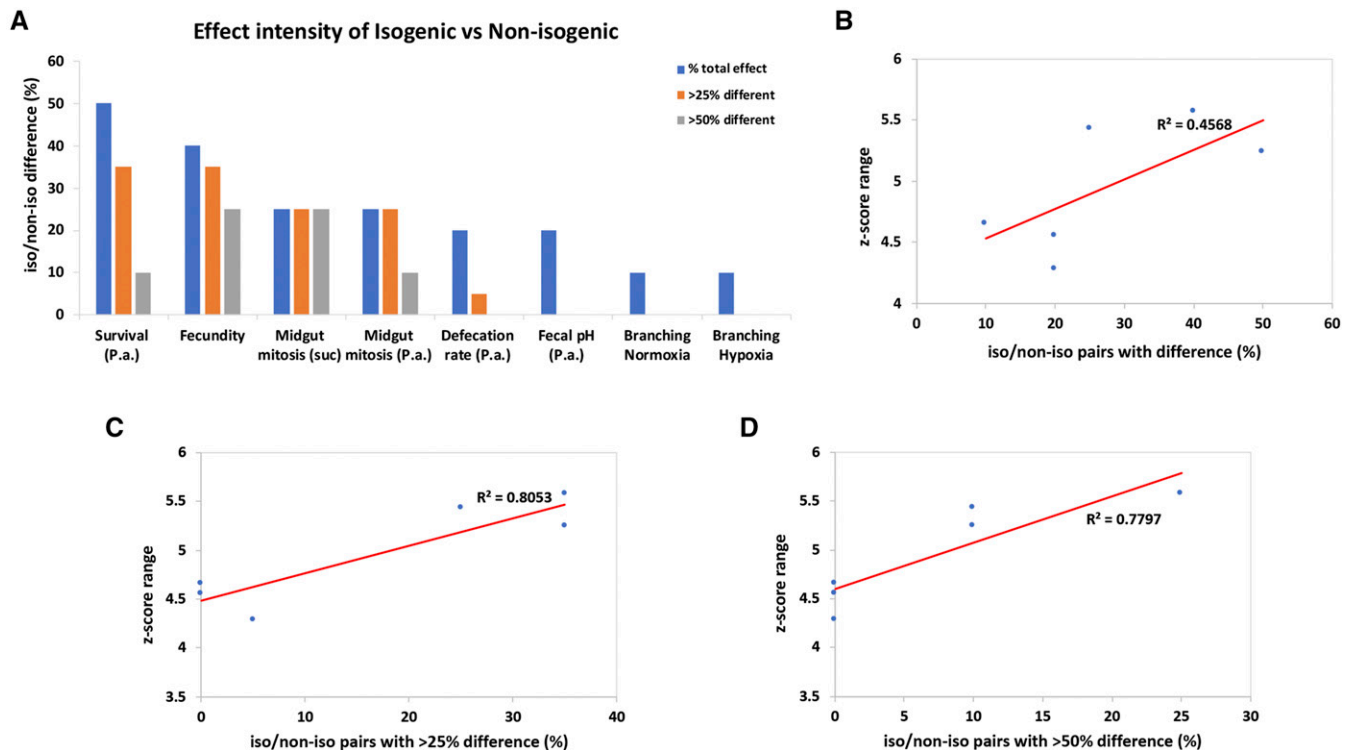 A
Effect intensity of Isogenic vs Non-isogenic
iso/non-iso difference (%)
60
50
40
30
20
10
0
% total effect
>25% different
>50% different
Survival
(P.a.)
Fecundity
Midgut
mitosis (suc)
Midgut
mitosis (P.a.)
Defecation
rate (P.a.)
Fecal pH
(P.a.)
Branching
Normoxia
Branching
Hypoxia
B
z-score range
6
5.5
5
4.5
4
R² = 0.4568
0 10 20 30 40 50 60
iso/non-iso pairs with difference (%)
C
z-score range
6
5.5
5
4.5
4
3.5
R² = 0.8053
0 10 20 30 40
iso/non-iso pairs with >25% difference (%)
D
z-score range
6
5.5
5
4.5
4
3.5
R² = 0.7797
0 5 10 15 20 25 30
iso/non-iso pairs with >50% difference (%)